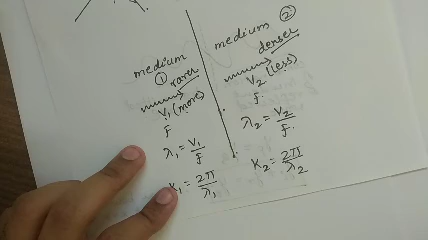 medium
① rarer
V₁ (more)
f
λ₁ = V₁/f
K₁ = 2π/λ₁
medium ②
denser
V₂ (less)
f.
λ₂ = V₂/f.
K₂ = 2π/λ₂